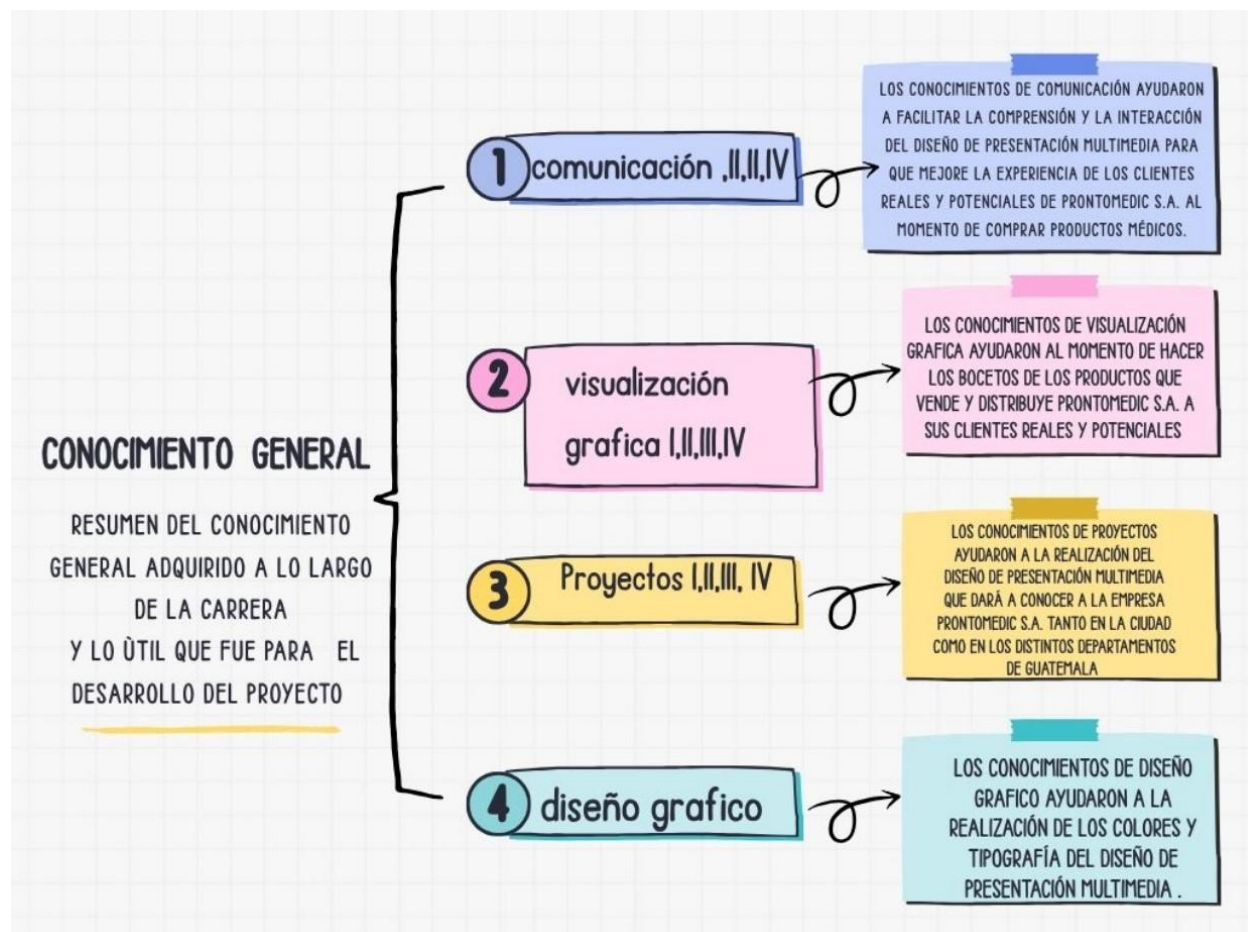 CONOCIMIENTO GENERAL
RESUMEN DEL CONOCIMIENTO
GENERAL ADQUIRIDO A LO LARGO
DE LA CARRERA
Y LO ÙTIL QUE FUE PARA EL
DESARROLLO DEL PROYECTO
1
comunicación ,II,II,IV
LOS CONOCIMIENTOS DE COMUNICACIÓN AYUDARON
A FACILITAR LA COMPRENSIÓN Y LA INTERACCIÓN
DEL DISEÑO DE PRESENTACIÓN MULTIMEDIA PARA
QUE MEJORE LA EXPERIENCIA DE LOS CLIENTES
REALES Y POTENCIALES DE PRONTOMEDIC S.A. AL
MOMENTO DE COMPRAR PRODUCTOS MÉDICOS.
2
visualización
grafica I,II,III,IV
LOS CONOCIMIENTOS DE VISUALIZACIÓN
GRAFICA AYUDARON AL MOMENTO DE HACER
LOS BOCETOS DE LOS PRODUCTOS QUE
VENDE Y DISTRIBUYE PRONTOMEDIC S.A. A
SUS CLIENTES REALES Y POTENCIALES
3
Proyectos I,II,III, IV
LOS CONOCIMIENTOS DE PROYECTOS
AYUDARON A LA REALIZACIÓN DEL
DISEÑO DE PRESENTACIÓN MULTIMEDIA
QUE DARÁ A CONOCER A LA EMPRESA
PRONTOMEDIC S.A. TANTO EN LA CIUDAD
COMO EN LOS DISTINTOS DEPARTAMENTOS
DE GUATEMALA
4
diseño grafico
LOS CONOCIMIENTOS DE DISEÑO
GRAFICO AYUDARON A LA
REALIZACIÓN DE LOS COLORES Y
TIPOGRAFÍA DEL DISEÑO DE
PRESENTACIÓN MULTIMEDIA .